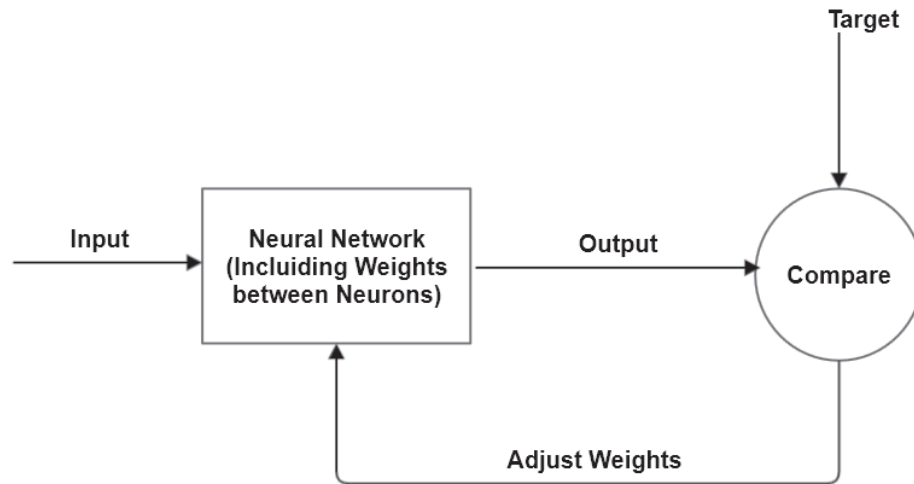 Target
Input
Neural Network
(Incluiding Weights
between Neurons)
Output
Compare
Adjust Weights